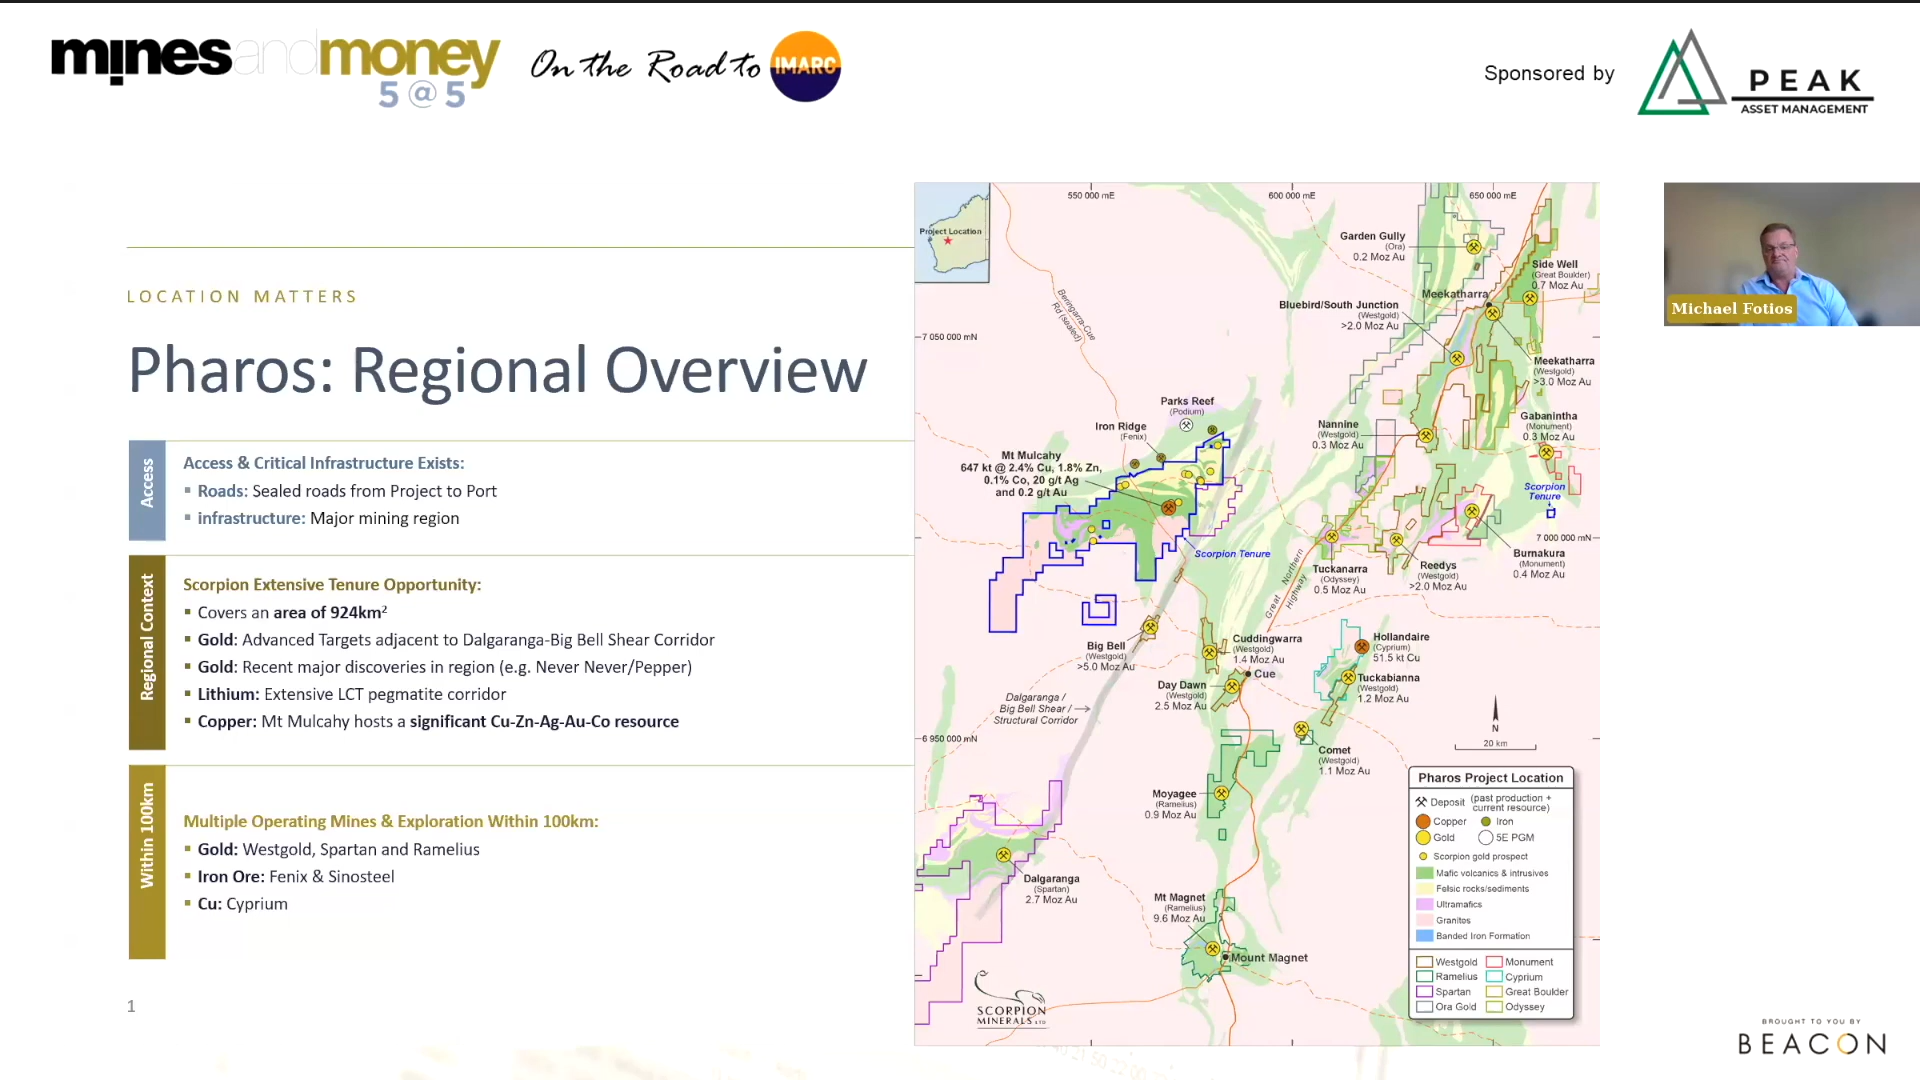 minesandmoney
5 @ 5
On the Road to IMARC
Sponsored by
PEAK
ASSET MANAGEMENT
Michael Fotios
LOCATION MATTERS
Pharos: Regional Overview
Access
Access & Critical Infrastructure Exists:
Roads: Sealed roads from Project to Port
infrastructure: Major mining region
Regional Context
Scorpion Extensive Tenure Opportunity:
Covers an area of 924km²
Gold: Advanced Targets adjacent to Dalgaranga-Big Bell Shear Corridor
Gold: Recent major discoveries in region (e.g. Never Never/Pepper)
Lithium: Extensive LCT pegmatite corridor
Copper: Mt Mulcahy hosts a significant Cu-Zn-Ag-Au-Co resource
Within 100km
Multiple Operating Mines & Exploration Within 100km:
Gold: Westgold, Spartan and Ramelius
Iron Ore: Fenix & Sinosteel
Cu: Cyprium
1
Project Location
550 000 mE
600 000 mE
650 000 mE
7 050 000 mN
7 000 000 mN
6 950 000 mN
Beringarra-Cue
Rd (sealed)
Garden Gully
(Ora)
0.2 Moz Au
Side Well
(Great Boulder)
0.7 Moz Au
Meekatharra
Bluebird/South Junction
(Westgold)
>2.0 Moz Au
Meekatharra
(Westgold)
>3.0 Moz Au
Parks Reef
(Podium)
Iron Ridge
(Fenix)
Nannine
(Westgold)
0.3 Moz Au
Gabanintha
(Monument)
0.3 Moz Au
Mt Mulcahy
647 kt @ 2.4% Cu, 1.8% Zn,
0.1% Co, 20 g/t Ag
and 0.2 g/t Au
Scorpion
Tenure
Scorpion Tenure
Burnakura
(Monument)
0.4 Moz Au
Tuckanarra
(Odyssey)
0.5 Moz Au
Reedys
(Westgold)
>2.0 Moz Au
Great Northern
Highway
Big Bell
(Westgold)
>5.0 Moz Au
Cuddingwarra
(Westgold)
1.4 Moz Au
Hollandaire
(Cyprium)
51.5 kt Cu
Cue
Day Dawn
(Westgold)
2.5 Moz Au
Tuckabianna
(Westgold)
1.2 Moz Au
Dalgaranga /
Big Bell Shear /
Structural Corridor
Comet
(Westgold)
1.1 Moz Au
N
20 km
Moyagee
(Ramelius)
0.9 Moz Au
Dalgaranga
(Spartan)
2.7 Moz Au
Mt Magnet
(Ramelius)
9.6 Moz Au
Mount Magnet
SCORPION
MINERALS LTD
Pharos Project Location
Deposit (past production +
current resource)
Copper
Iron
Gold
5E PGM
Scorpion gold prospect
Mafic volcanics & intrusives
Felsic rocks/sediments
Ultramafics
Granites
Banded Iron Formation
Westgold
Monument
Ramelius
Cyprium
Spartan
Great Boulder
Ora Gold
Odyssey
BROUGHT TO YOU BY
BEACON